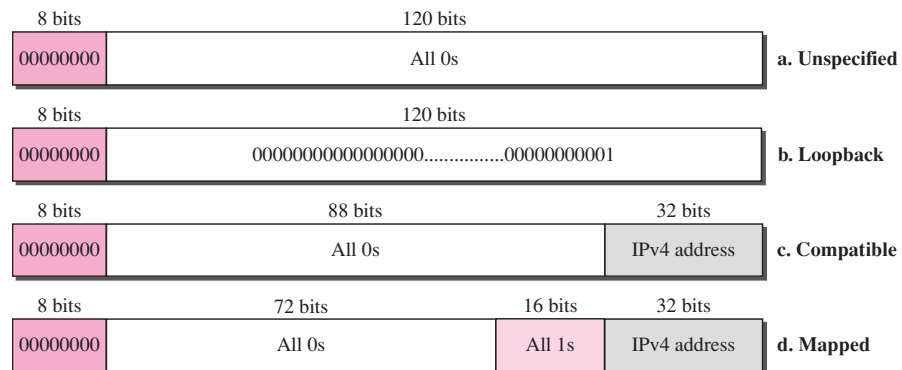 8 bits 120 bits
00000000 All 0s a. Unspecified
8 bits 120 bits
00000000 00000000000000000...............00000000001 b. Loopback
8 bits 88 bits 32 bits
00000000 All 0s IPv4 address c. Compatible
8 bits 72 bits 16 bits 32 bits
00000000 All 0s All 1s IPv4 address d. Mapped